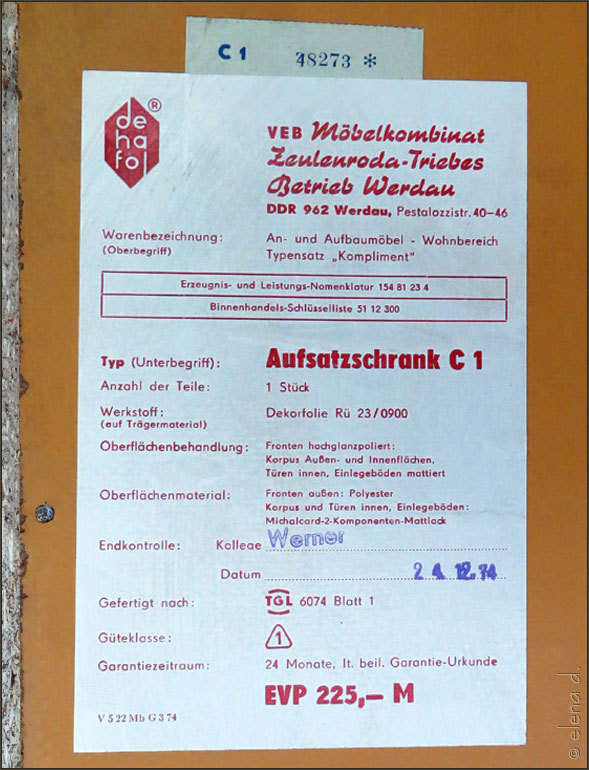 C 1 48273 *
de ha fol ®
VEB Möbelkombinat
Zeulenroda-Triebes
Betrieb Werdau
DDR 962 Werdau, Pestalozzistr. 40–46
Warenbezeichnung: An- und Aufbaumöbel - Wohnbereich
(Oberbegriff) Typensatz „Kompliment"
Erzeugnis- und Leistungs-Nomenklatur 154 81 23 4
Binnenhandels-Schlüsselliste 51 12 300
Typ (Unterbegriff): Aufsatzschrank C 1
Anzahl der Teile: 1 Stück
Werkstoff: Dekorfolie Rü 23/0900
(auf Trägermaterial)
Oberflächenbehandlung: Fronten hochglanzpoliert:
Korpus Außen- und Innenflächen,
Türen innen, Einlegeböden mattiert
Oberflächenmaterial: Fronten außen: Polyester
Korpus und Türen innen, Einlegeböden:
Michalcard-2-Komponenten-Mattlack
Endkontrolle: Kollege Werner
Datum 24. 12. 74
Gefertigt nach: TGL 6074 Blatt 1
Güteklasse: 1
Garantiezeitraum: 24 Monate, lt. beil. Garantie-Urkunde
EVP 225,– M
V 5 22 Mb G 3 74
© elena d.